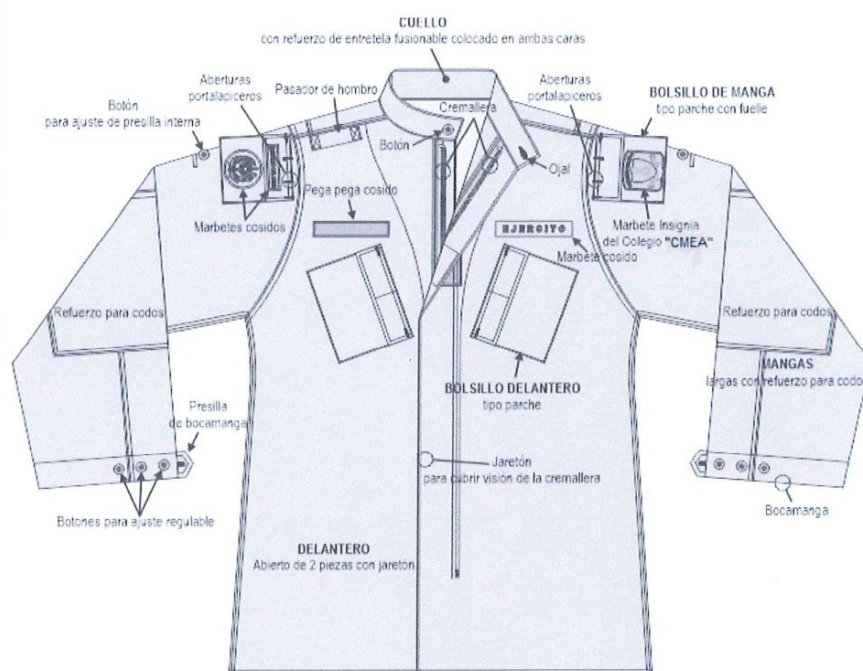 CUELLO
con refuerzo de entretela fusionable colocado en ambas caras
Aberturas
portalapiceros
Pasador de hombro
Cremallera
Aberturas
portalapiceros
BOLSILLO DE MANGA
tipo parche con fuelle
Botón
para ajuste de presilla interna
Botón
Ojal
Marbetes cosidos
Pega pega cosido
EJERCITO
Marbete cosido
Marbete Insignia
del Colegio "CMEA"
Refuerzo para codos
Refuerzo para codos
MANGAS
largas con refuerzo para codo
BOLSILLO DELANTERO
tipo parche
Presilla
de bocamanga
Jaretón
para cubrir visión de la cremallera
Botones para ajuste regulable
Bocamanga
DELANTERO
Abierto de 2 piezas con jaretón